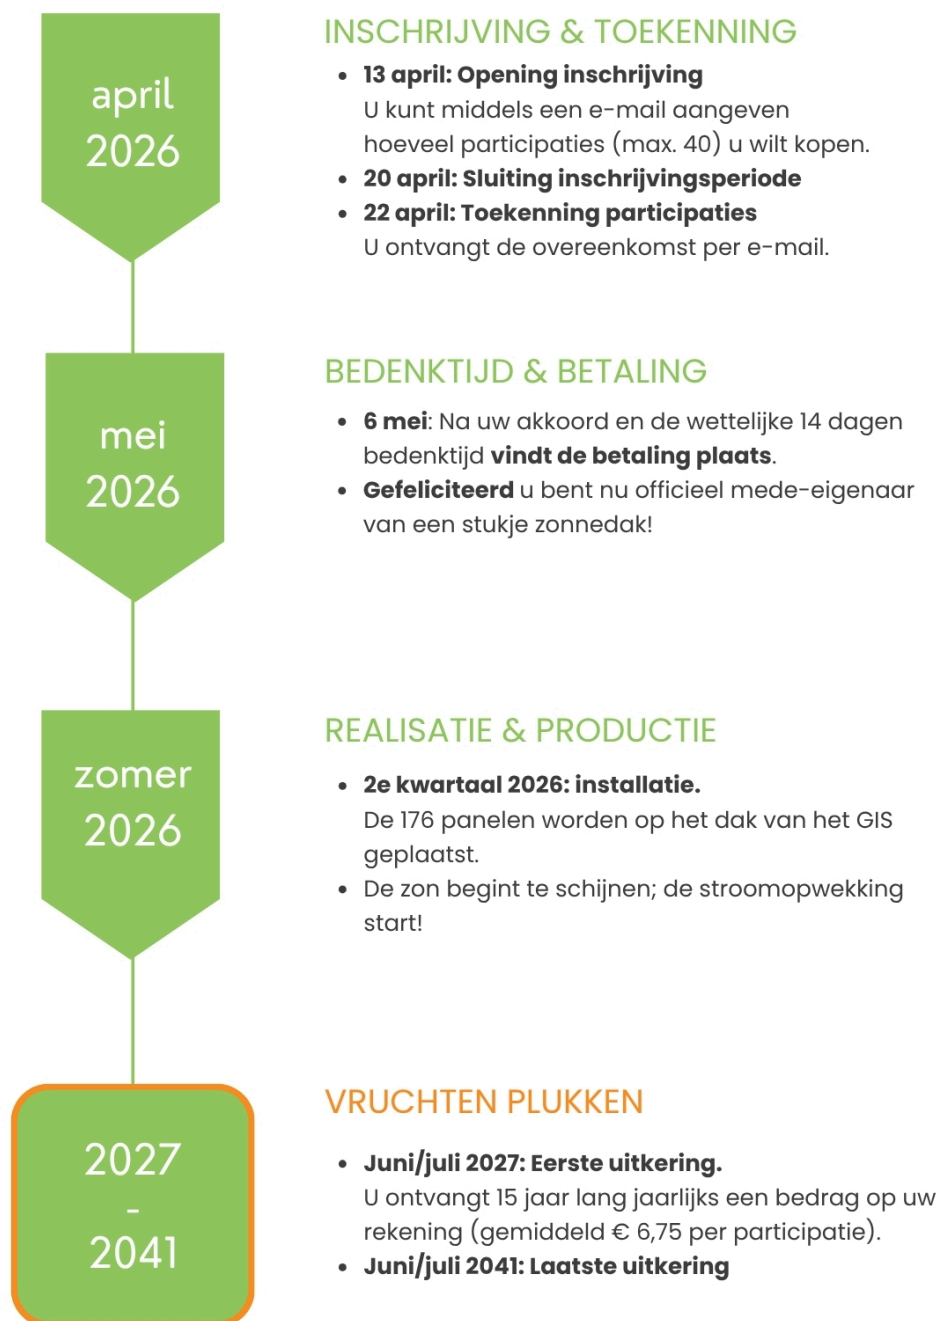 april
2026
INSCHRIJVING & TOEKENNING
• 13 april: Opening inschrijving
U kunt middels een e-mail aangeven
hoeveel participaties (max. 40) u wilt kopen.
• 20 april: Sluiting inschrijvingsperiode
• 22 april: Toekenning participaties
U ontvangt de overeenkomst per e-mail.
mei
2026
BEDENKTIJD & BETALING
• 6 mei: Na uw akkoord en de wettelijke 14 dagen
bedenktijd vindt de betaling plaats.
• Gefeliciteerd u bent nu officieel mede-eigenaar
van een stukje zonnedak!
zomer
2026
REALISATIE & PRODUCTIE
• 2e kwartaal 2026: installatie.
De 176 panelen worden op het dak van het GIS
geplaatst.
• De zon begint te schijnen; de stroomopwekking
start!
2027
-
2041
VRUCHTEN PLUKKEN
• Juni/juli 2027: Eerste uitkering.
U ontvangt 15 jaar lang jaarlijks een bedrag op uw
rekening (gemiddeld € 6,75 per participatie).
• Juni/juli 2041: Laatste uitkering